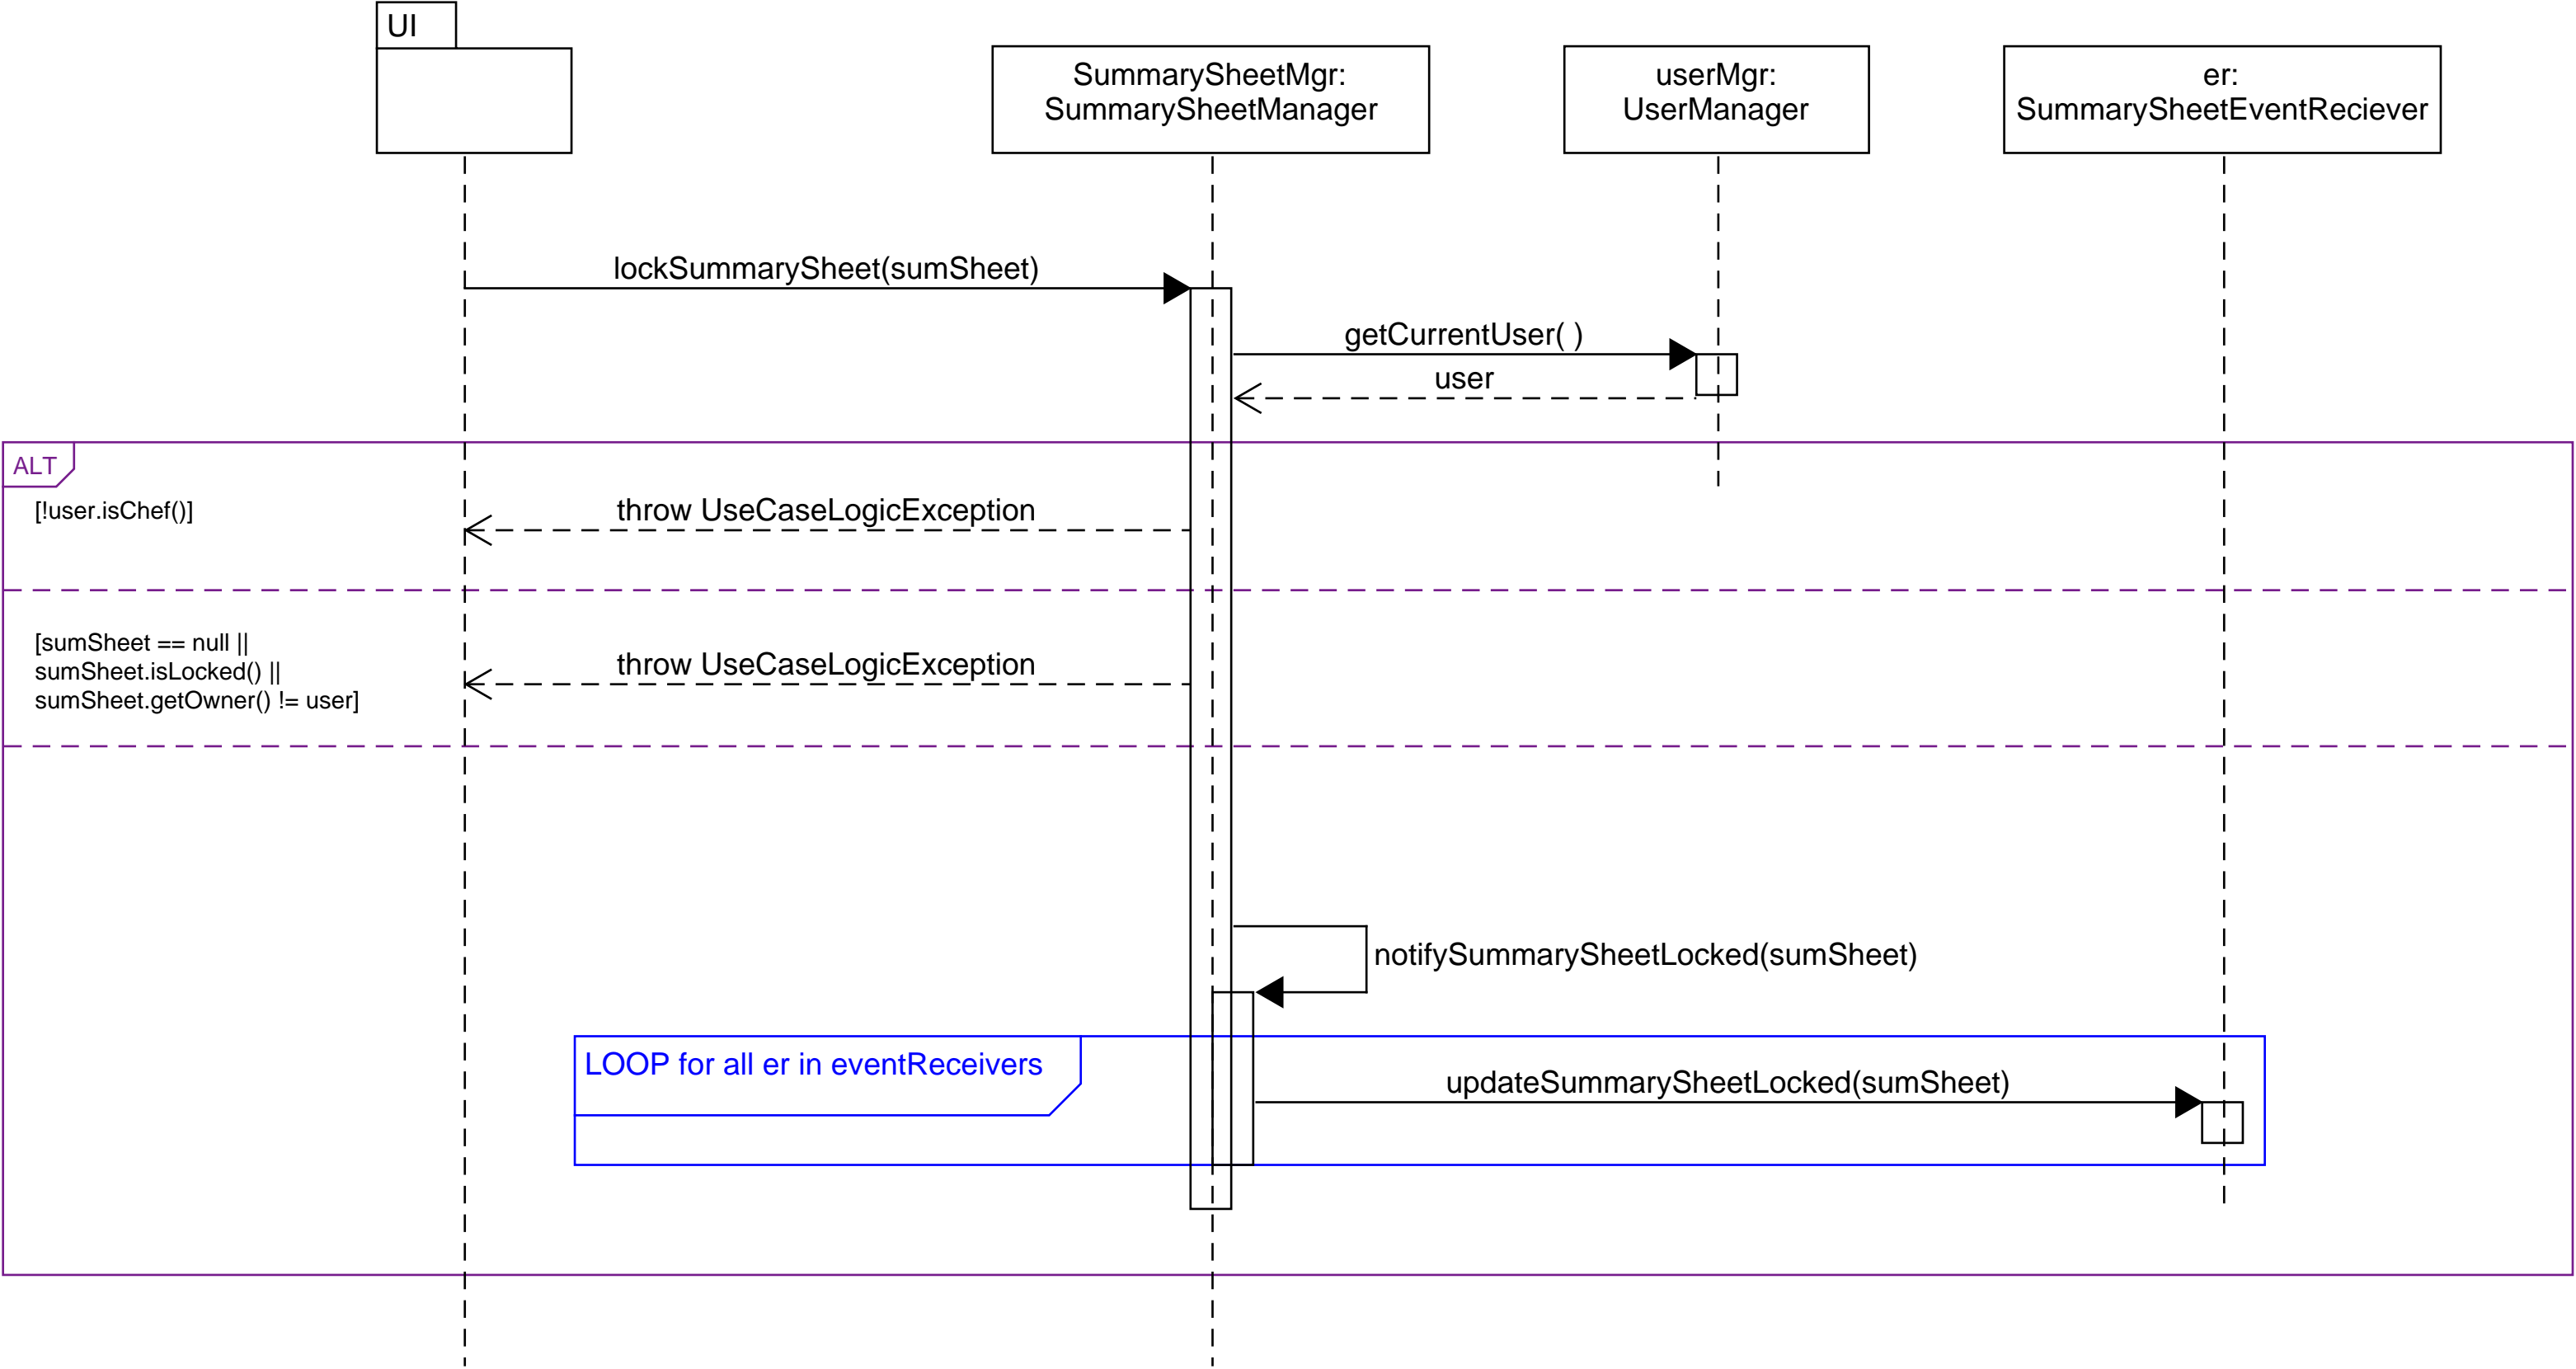 UI
SummarySheetMgr:
SummarySheetManager
userMgr:
UserManager
er:
SummarySheetEventReciever
lockSummarySheet(sumSheet)
getCurrentUser( )
user
ALT
[!user.isChef()]
throw UseCaseLogicException
[sumSheet == null ||
sumSheet.isLocked() ||
sumSheet.getOwner() != user]
throw UseCaseLogicException
notifySummarySheetLocked(sumSheet)
LOOP for all er in eventReceivers
updateSummarySheetLocked(sumSheet)